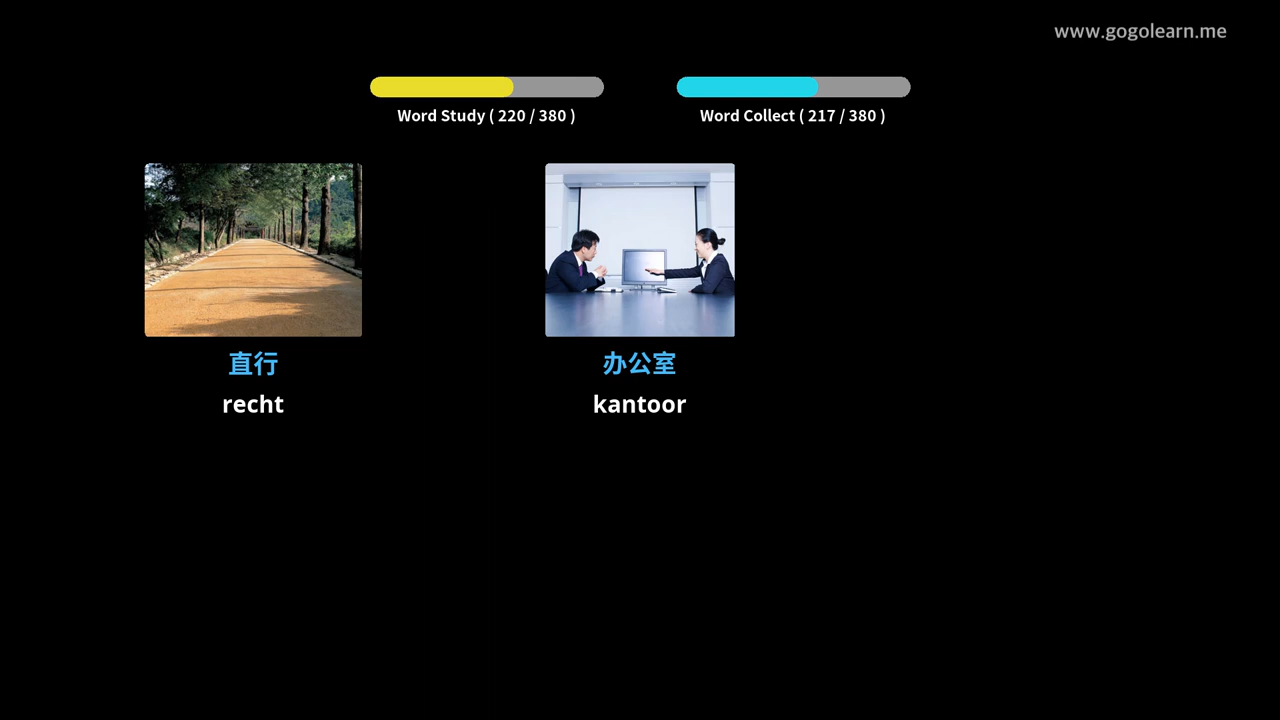 www.gogolearn.me
Word Study ( 220 / 380 )
Word Collect ( 217 / 380 )
直行
recht
办公室
kantoor